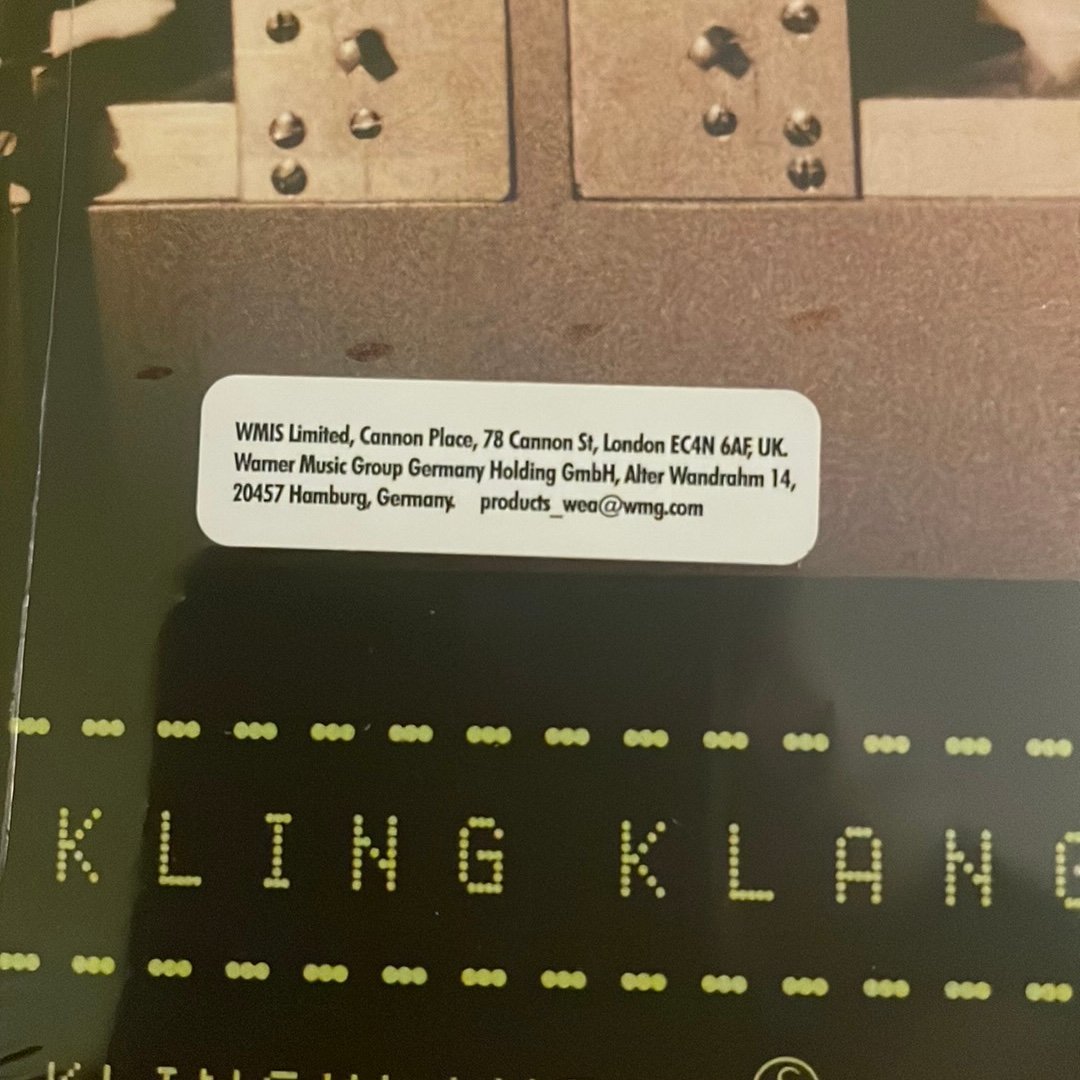 WMIS Limited, Cannon Place, 78 Cannon St, London EC4N 6AF, UK.
Warner Music Group Germany Holding GmbH, Alter Wandrahm 14,
20457 Hamburg, Germany. products_wea@wmg.com
KLING KLANG
©